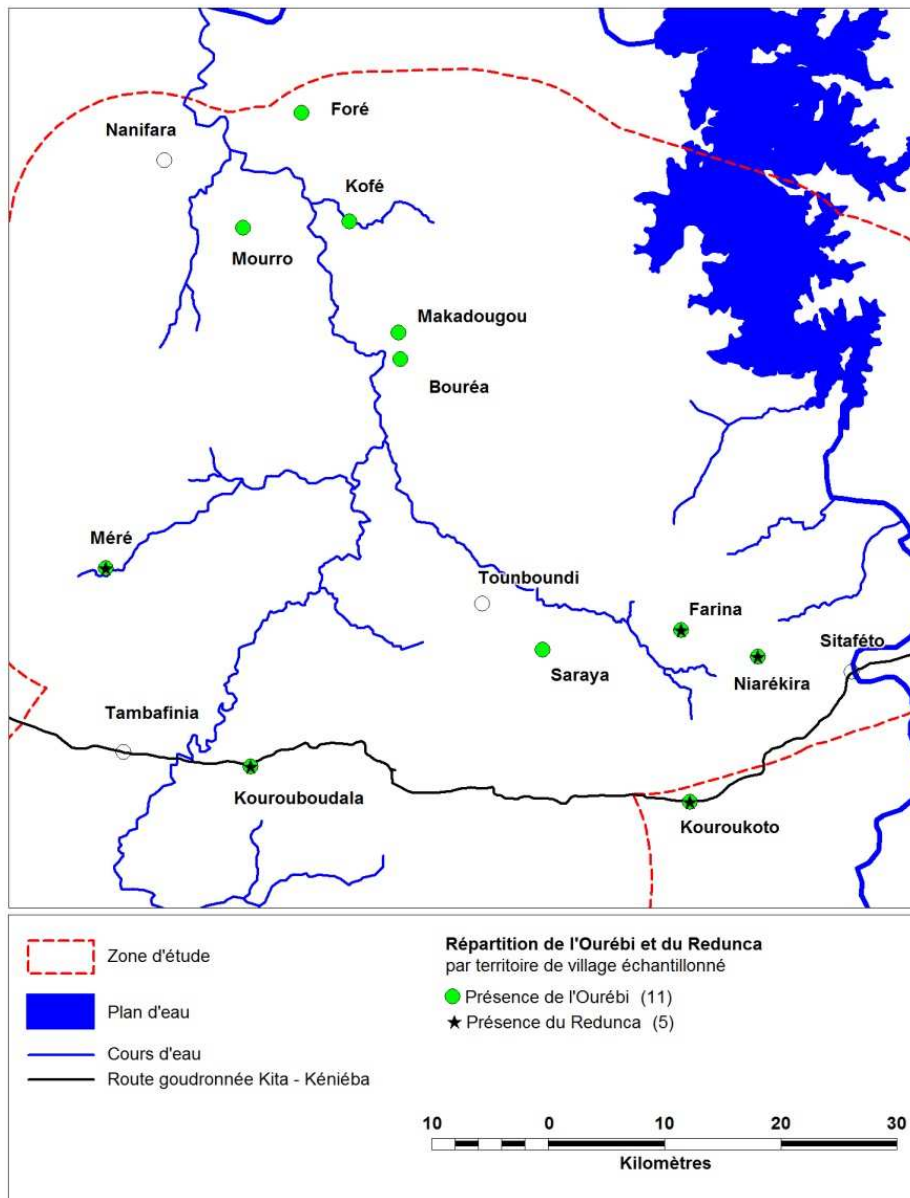 Foré
Nanifara
Kofé
Mourro
Makadougou
Bouréa
Méré
Tounboundi
Farina
Sitaféto
Saraya
Niarékira
Tambafinia
Kourouboudala
Kouroukoto
Zone d'étude
Plan d'eau
Cours d'eau
Route goudronnée Kita - Kéniéba
Répartition de l'Ourébi et du Redunca
par territoire de village échantillonné
Présence de l'Ourébi (11)
Présence du Redunca (5)
10 0 10 20 30
Kilomètres